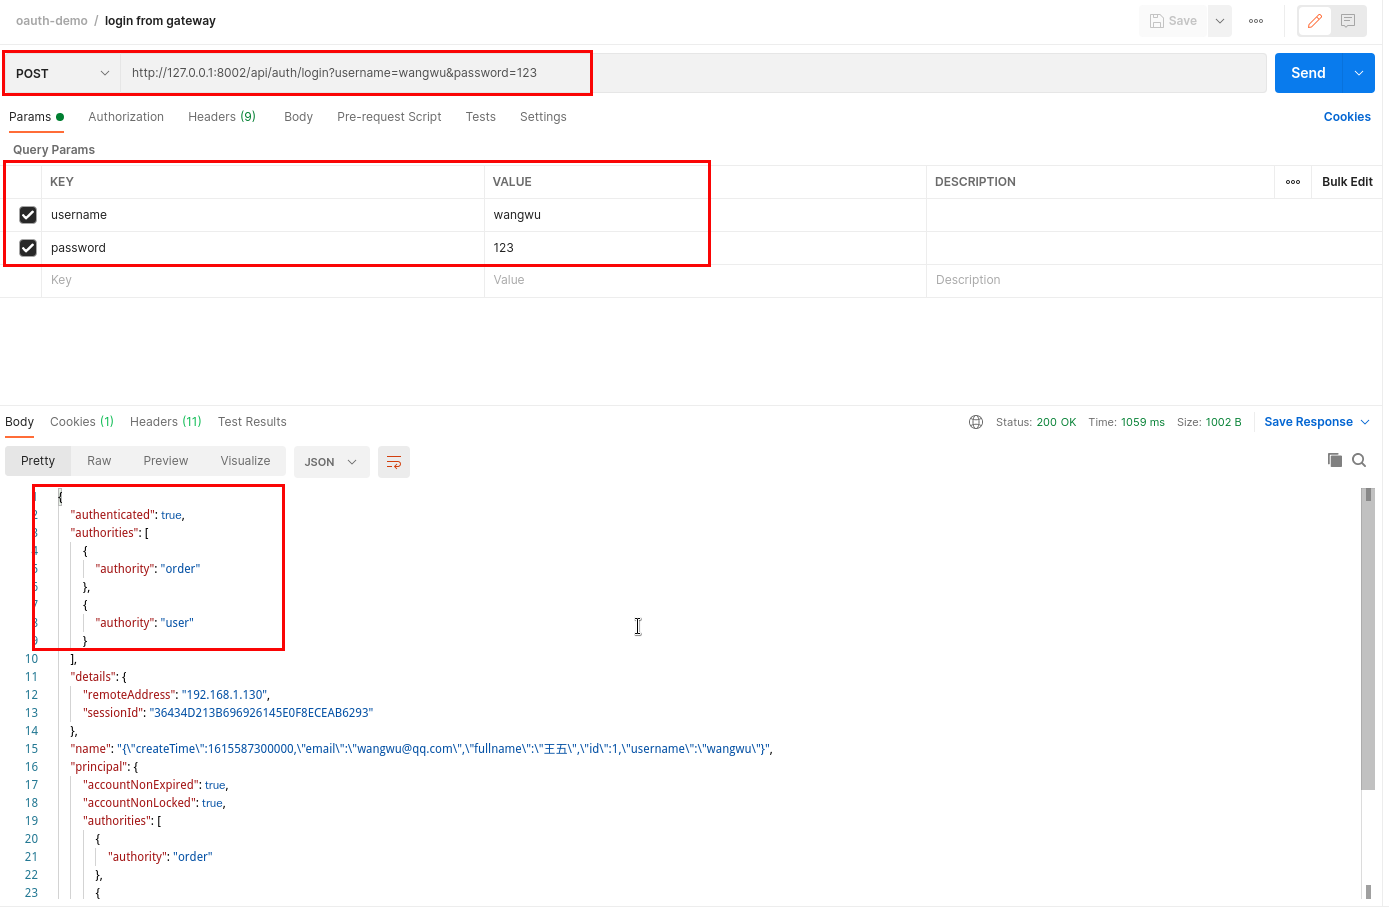 oauth-demo / login from gateway
Save
POST http://127.0.0.1:8002/api/auth/login?username=wangwu&password=123 Send
Params Authorization Headers (9) Body Pre-request Script Tests Settings Cookies
Query Params
KEY VALUE DESCRIPTION Bulk Edit
username wangwu
password 123
Key Value Description
Body Cookies (1) Headers (11) Test Results Status: 200 OK Time: 1059 ms Size: 1002 B Save Response
Pretty Raw Preview Visualize JSON
1 {
2 "authenticated": true,
3 "authorities": [
4 {
5 "authority": "order"
6 },
7 {
8 "authority": "user"
9 }
10 ],
11 "details": {
12 "remoteAddress": "192.168.1.130",
13 "sessionId": "36434D213B696926145E0F8ECEAB6293"
14 },
15 "name": "{\"createTime\":1615587300000,\"email\":\"wangwu@qq.com\",\"fullname\":\"王五\",\"id\":1,\"username\":\"wangwu\"}",
16 "principal": {
17 "accountNonExpired": true,
18 "accountNonLocked": true,
19 "authorities": [
20 {
21 "authority": "order"
22 },
23 {